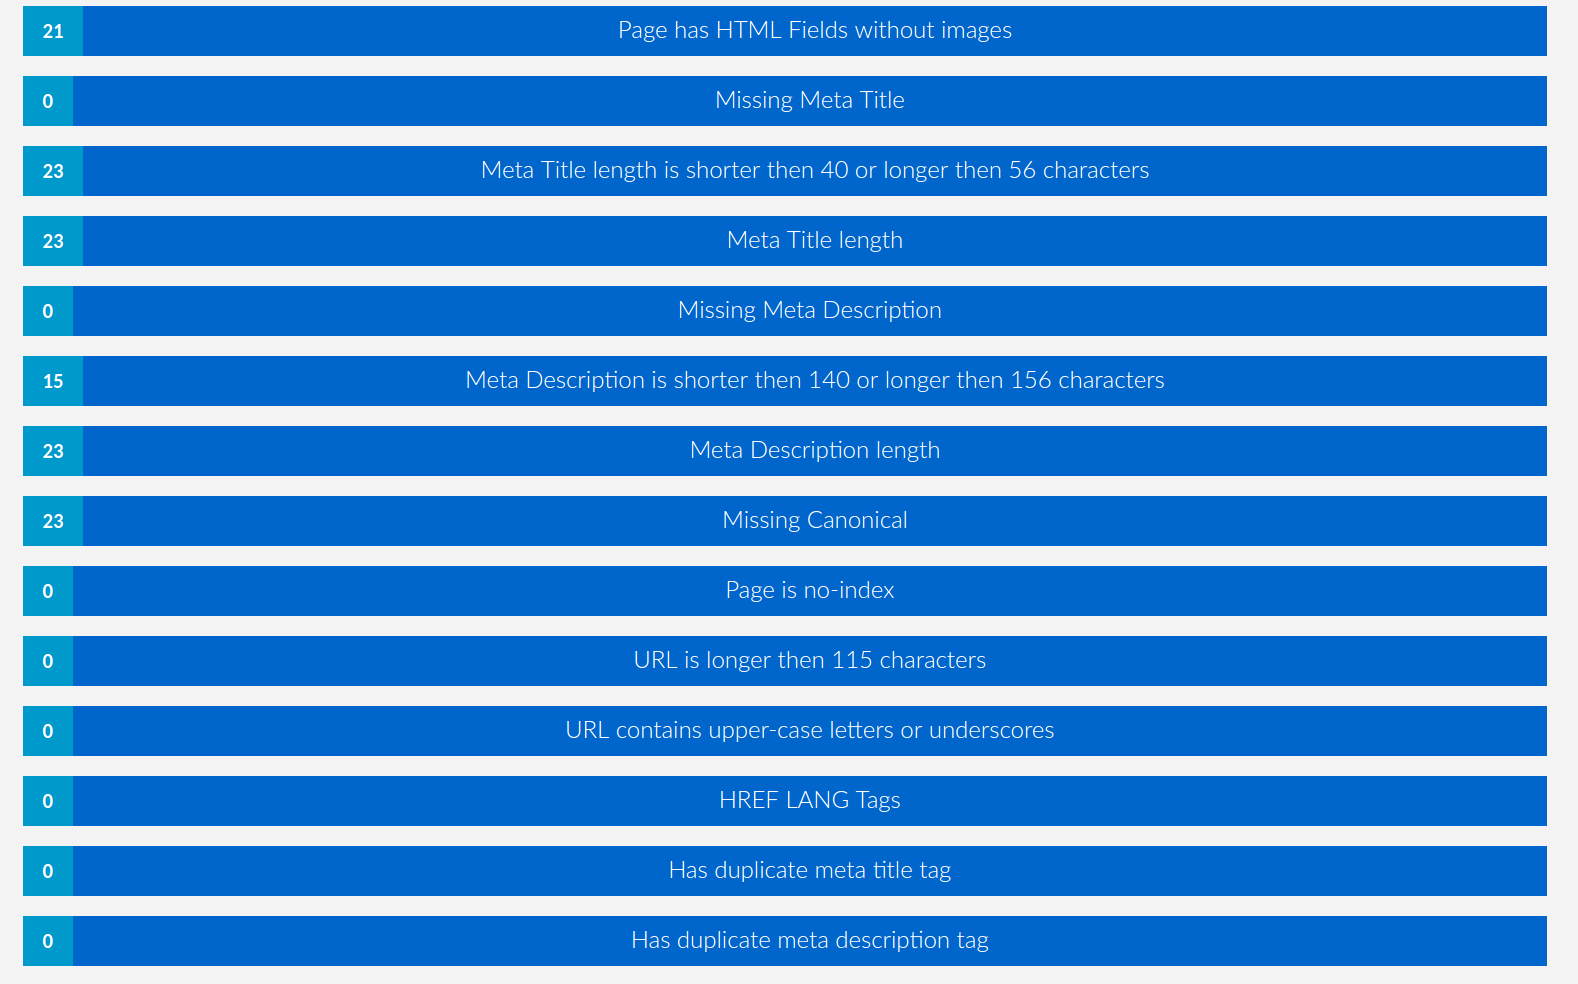 21 Page has HTML Fields without images
0 Missing Meta Title
23 Meta Title length is shorter then 40 or longer then 56 characters
23 Meta Title length
0 Missing Meta Description
15 Meta Description is shorter then 140 or longer then 156 characters
23 Meta Description length
23 Missing Canonical
0 Page is no-index
0 URL is longer then 115 characters
0 URL contains upper-case letters or underscores
0 HREF LANG Tags
0 Has duplicate meta title tag
0 Has duplicate meta description tag